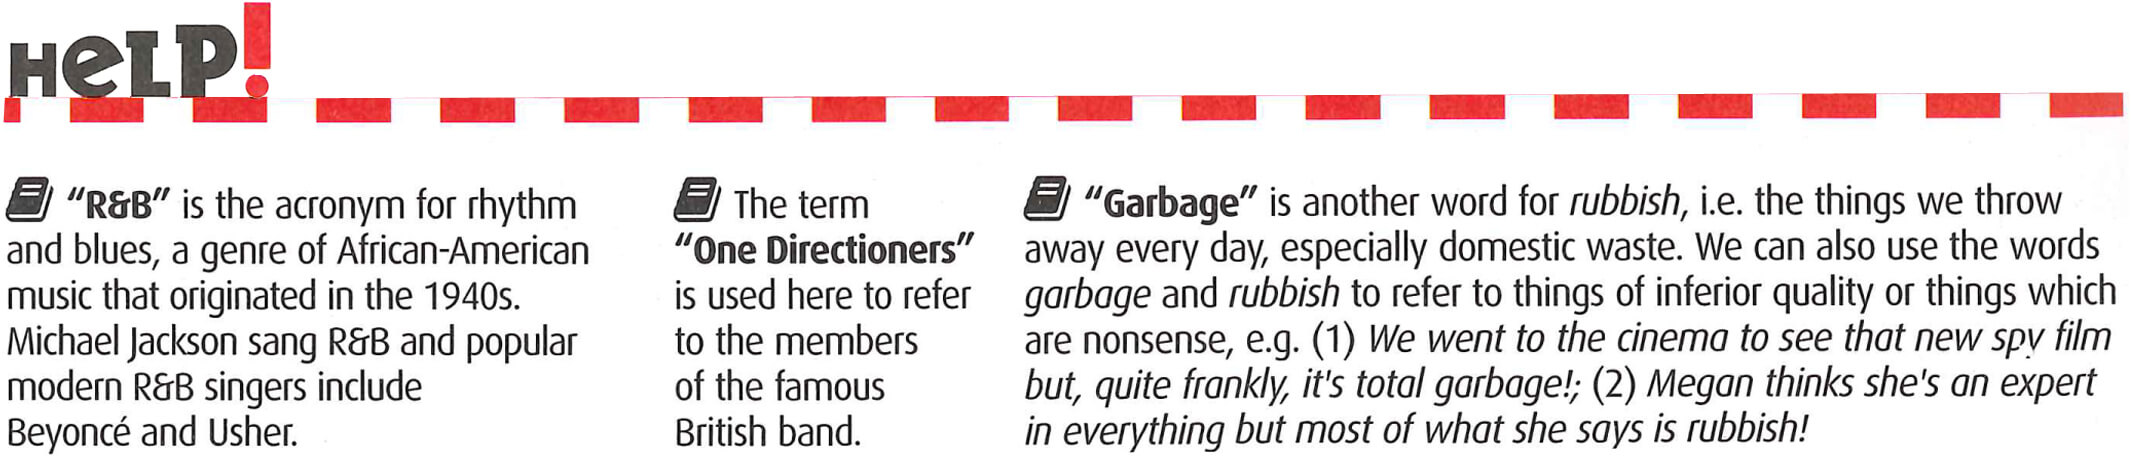 HeLP!
"R&B" is the acronym for rhythm
and blues, a genre of African-American
music that originated in the 1940s.
Michael Jackson sang R&B and popular
modern R&B singers include
Beyoncé and Usher.
The term
"One Directioners"
is used here to refer
to the members
of the famous
British band.
"Garbage" is another word for rubbish, i.e. the things we throw
away every day, especially domestic waste. We can also use the words
garbage and rubbish to refer to things of inferior quality or things which
are nonsense, e.g. (1) We went to the cinema to see that new spy film
but, quite frankly, it's total garbage!; (2) Megan thinks she's an expert
in everything but most of what she says is rubbish!